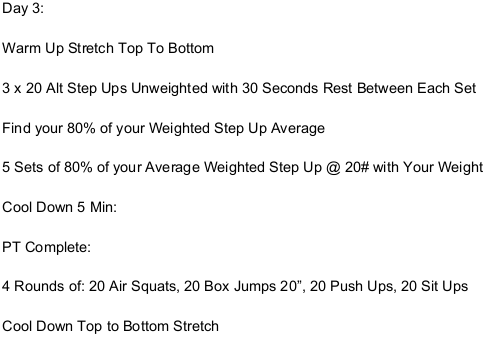 Day 3:
Warm Up Stretch Top To Bottom
3 x 20 Alt Step Ups Unweighted with 30 Seconds Rest Between Each Set
Find your 80% of your Weighted Step Up Average
5 Sets of 80% of your Average Weighted Step Up @ 20# with Your Weight
Cool Down 5 Min:
PT Complete:
4 Rounds of: 20 Air Squats, 20 Box Jumps 20”, 20 Push Ups, 20 Sit Ups
Cool Down Top to Bottom Stretch